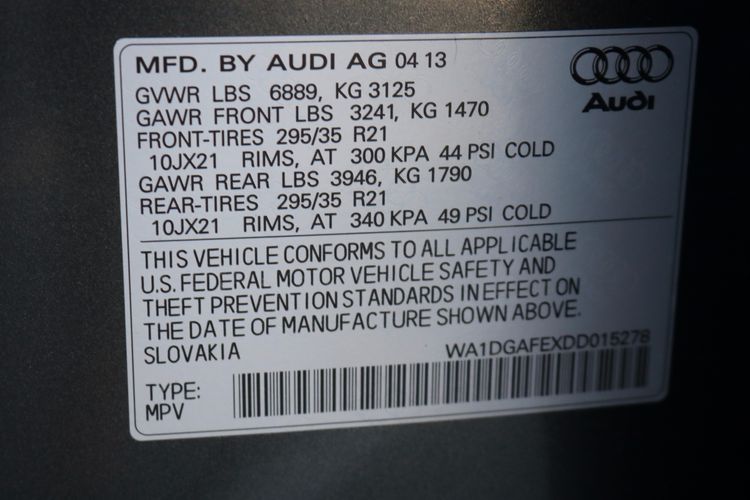 MFD. BY AUDI AG 04 13
Audi
GVWR LBS 6889, KG 3125
GAWR FRONT LBS 3241, KG 1470
FRONT-TIRES 295/35 R21
10JX21 RIMS, AT 300 KPA 44 PSI COLD
GAWR REAR LBS 3946, KG 1790
REAR-TIRES 295/35 R21
10JX21 RIMS, AT 340 KPA 49 PSI COLD
THIS VEHICLE CONFORMS TO ALL APPLICABLE
U.S. FEDERAL MOTOR VEHICLE SAFETY AND
THEFT PREVENTION STANDARDS IN EFFECT ON
THE DATE OF MANUFACTURE SHOWN ABOVE.
SLOVAKIA
WA1DGAFEXDD015278
TYPE:
MPV